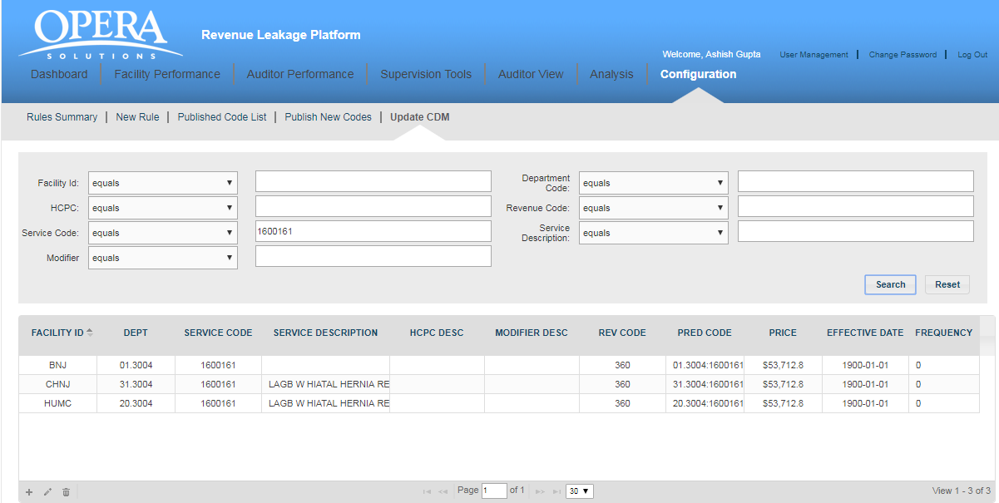 OPERA
SOLUTIONS
Revenue Leakage Platform
Welcome, Ashish Gupta User Management | Change Password | Log Out
Dashboard Facility Performance Auditor Performance Supervision Tools Auditor View Analysis Configuration
Rules Summary | New Rule | Published Code List | Publish New Codes | Update CDM
Facility Id: equals Department Code: equals
HCPC: equals Revenue Code: equals
Service Code: equals 1600161 Service Description: equals
Modifier equals
Search Reset
FACILITY ID DEPT SERVICE CODE SERVICE DESCRIPTION HCPC DESC MODIFIER DESC REV CODE PRED CODE PRICE EFFECTIVE DATE FREQUENCY
BNJ 01.3004 1600161 360 01.3004:1600161 $53,712.8 1900-01-01 0
CHNJ 31.3004 1600161 LAGB W HIATAL HERNIA RE 360 31.3004:1600161 $53,712.8 1900-01-01 0
HUMC 20.3004 1600161 LAGB W HIATAL HERNIA RE 360 20.3004:1600161 $53,712.8 1900-01-01 0
Page 1 of 1 30 View 1 - 3 of 3